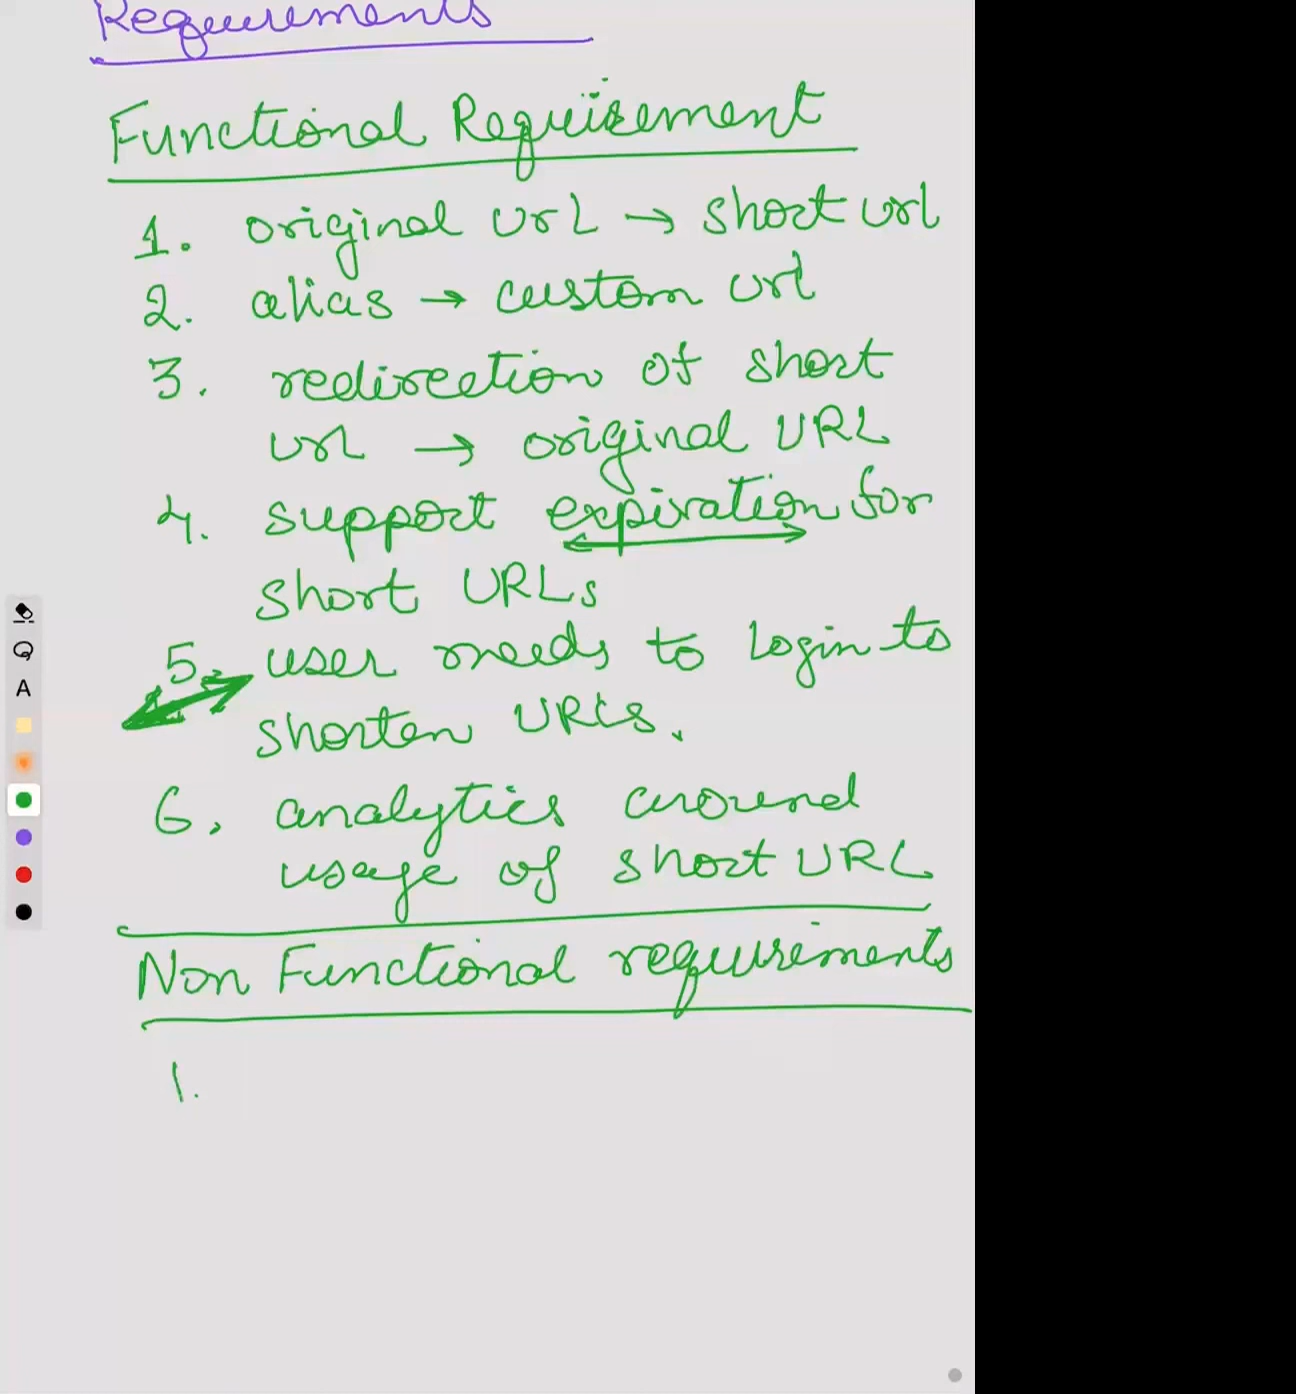 Requirements
Functional Requirement
1. original url → short url
2. alias → custom url
3. redirection of short
url → original URL
4. support expiration for
short URLs
5. user needs to login to
shorten URLs.
6. analytics around
usage of short URL
Non Functional requirements
1.
A